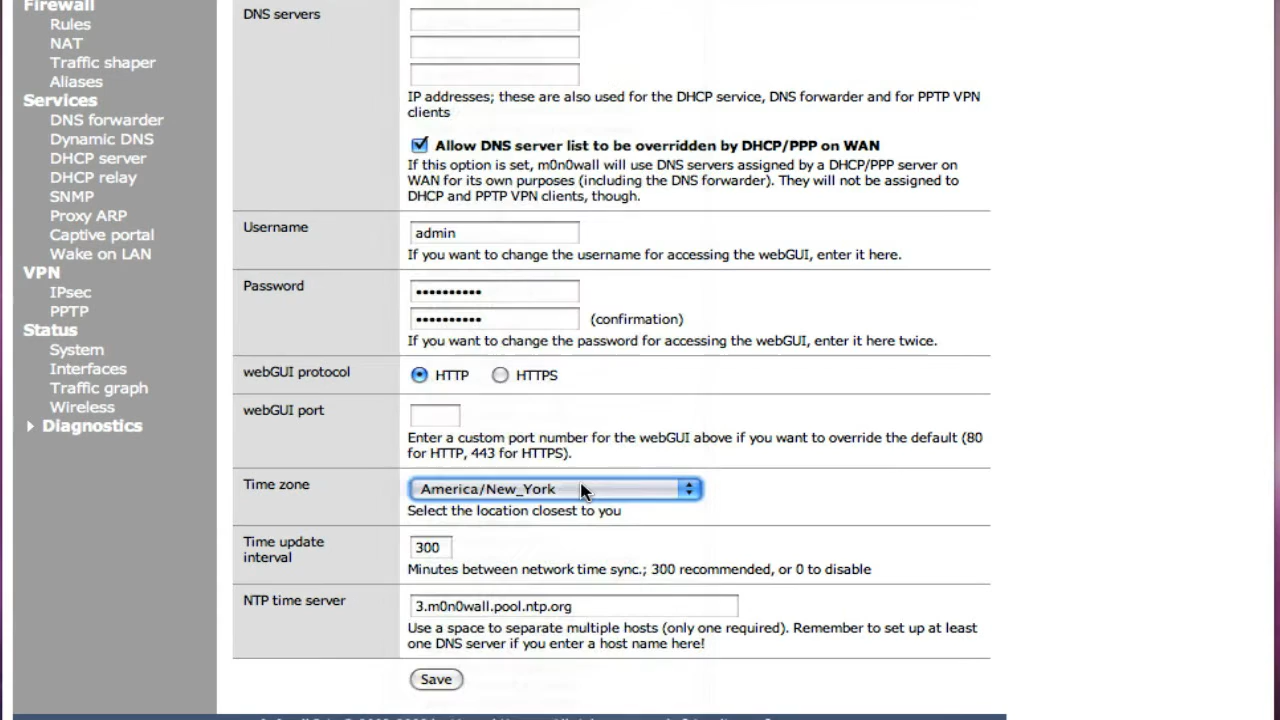 Firewall
Rules
NAT
Traffic shaper
Aliases
Services
DNS forwarder
Dynamic DNS
DHCP server
DHCP relay
SNMP
Proxy ARP
Captive portal
Wake on LAN
VPN
IPsec
PPTP
Status
System
Interfaces
Traffic graph
Wireless
Diagnostics
DNS servers
IP addresses; these are also used for the DHCP service, DNS forwarder and for PPTP VPN
clients
Allow DNS server list to be overridden by DHCP/PPP on WAN
If this option is set, m0n0wall will use DNS servers assigned by a DHCP/PPP server on
WAN for its own purposes (including the DNS forwarder). They will not be assigned to
DHCP and PPTP VPN clients, though.
Username
admin
If you want to change the username for accessing the webGUI, enter it here.
Password
••••••••••
•••••••••• (confirmation)
If you want to change the password for accessing the webGUI, enter it here twice.
webGUI protocol
HTTP HTTPS
webGUI port
Enter a custom port number for the webGUI above if you want to override the default (80
for HTTP, 443 for HTTPS).
Time zone
America/New_York
Select the location closest to you
Time update
interval
300
Minutes between network time sync.; 300 recommended, or 0 to disable
NTP time server
3.m0n0wall.pool.ntp.org
Use a space to separate multiple hosts (only one required). Remember to set up at least
one DNS server if you enter a host name here!
Save